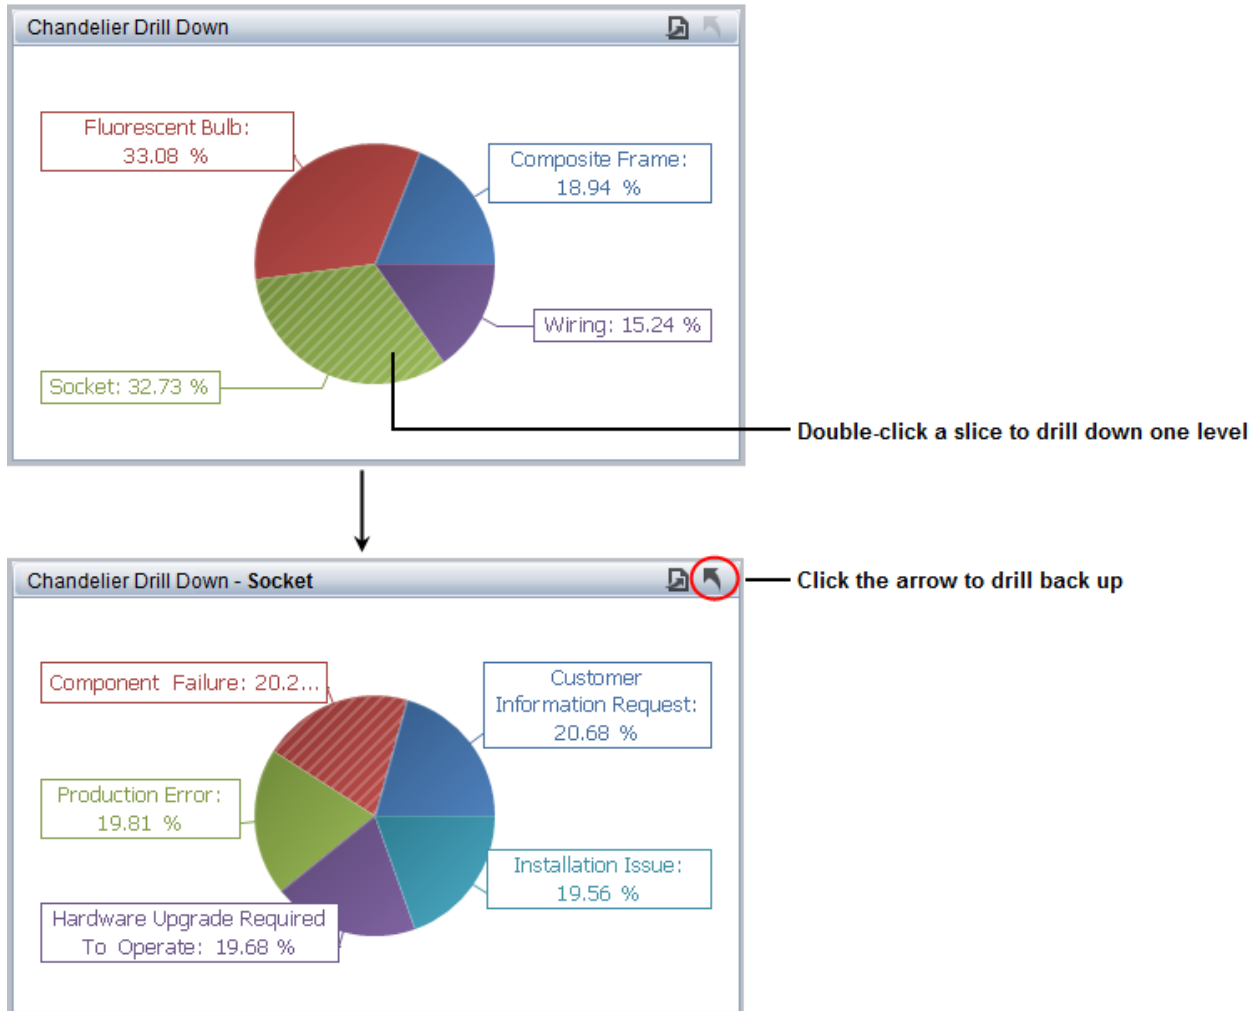 Chandelier Drill Down
Fluorescent Bulb:
33.08 %
Composite Frame:
18.94 %
Wiring: 15.24 %
Socket: 32.73 %
Double-click a slice to drill down one level
Chandelier Drill Down - Socket
Click the arrow to drill back up
Component Failure: 20.2...
Customer
Information Request:
20.68 %
Production Error:
19.81 %
Installation Issue:
19.56 %
Hardware Upgrade Required
To Operate: 19.68 %